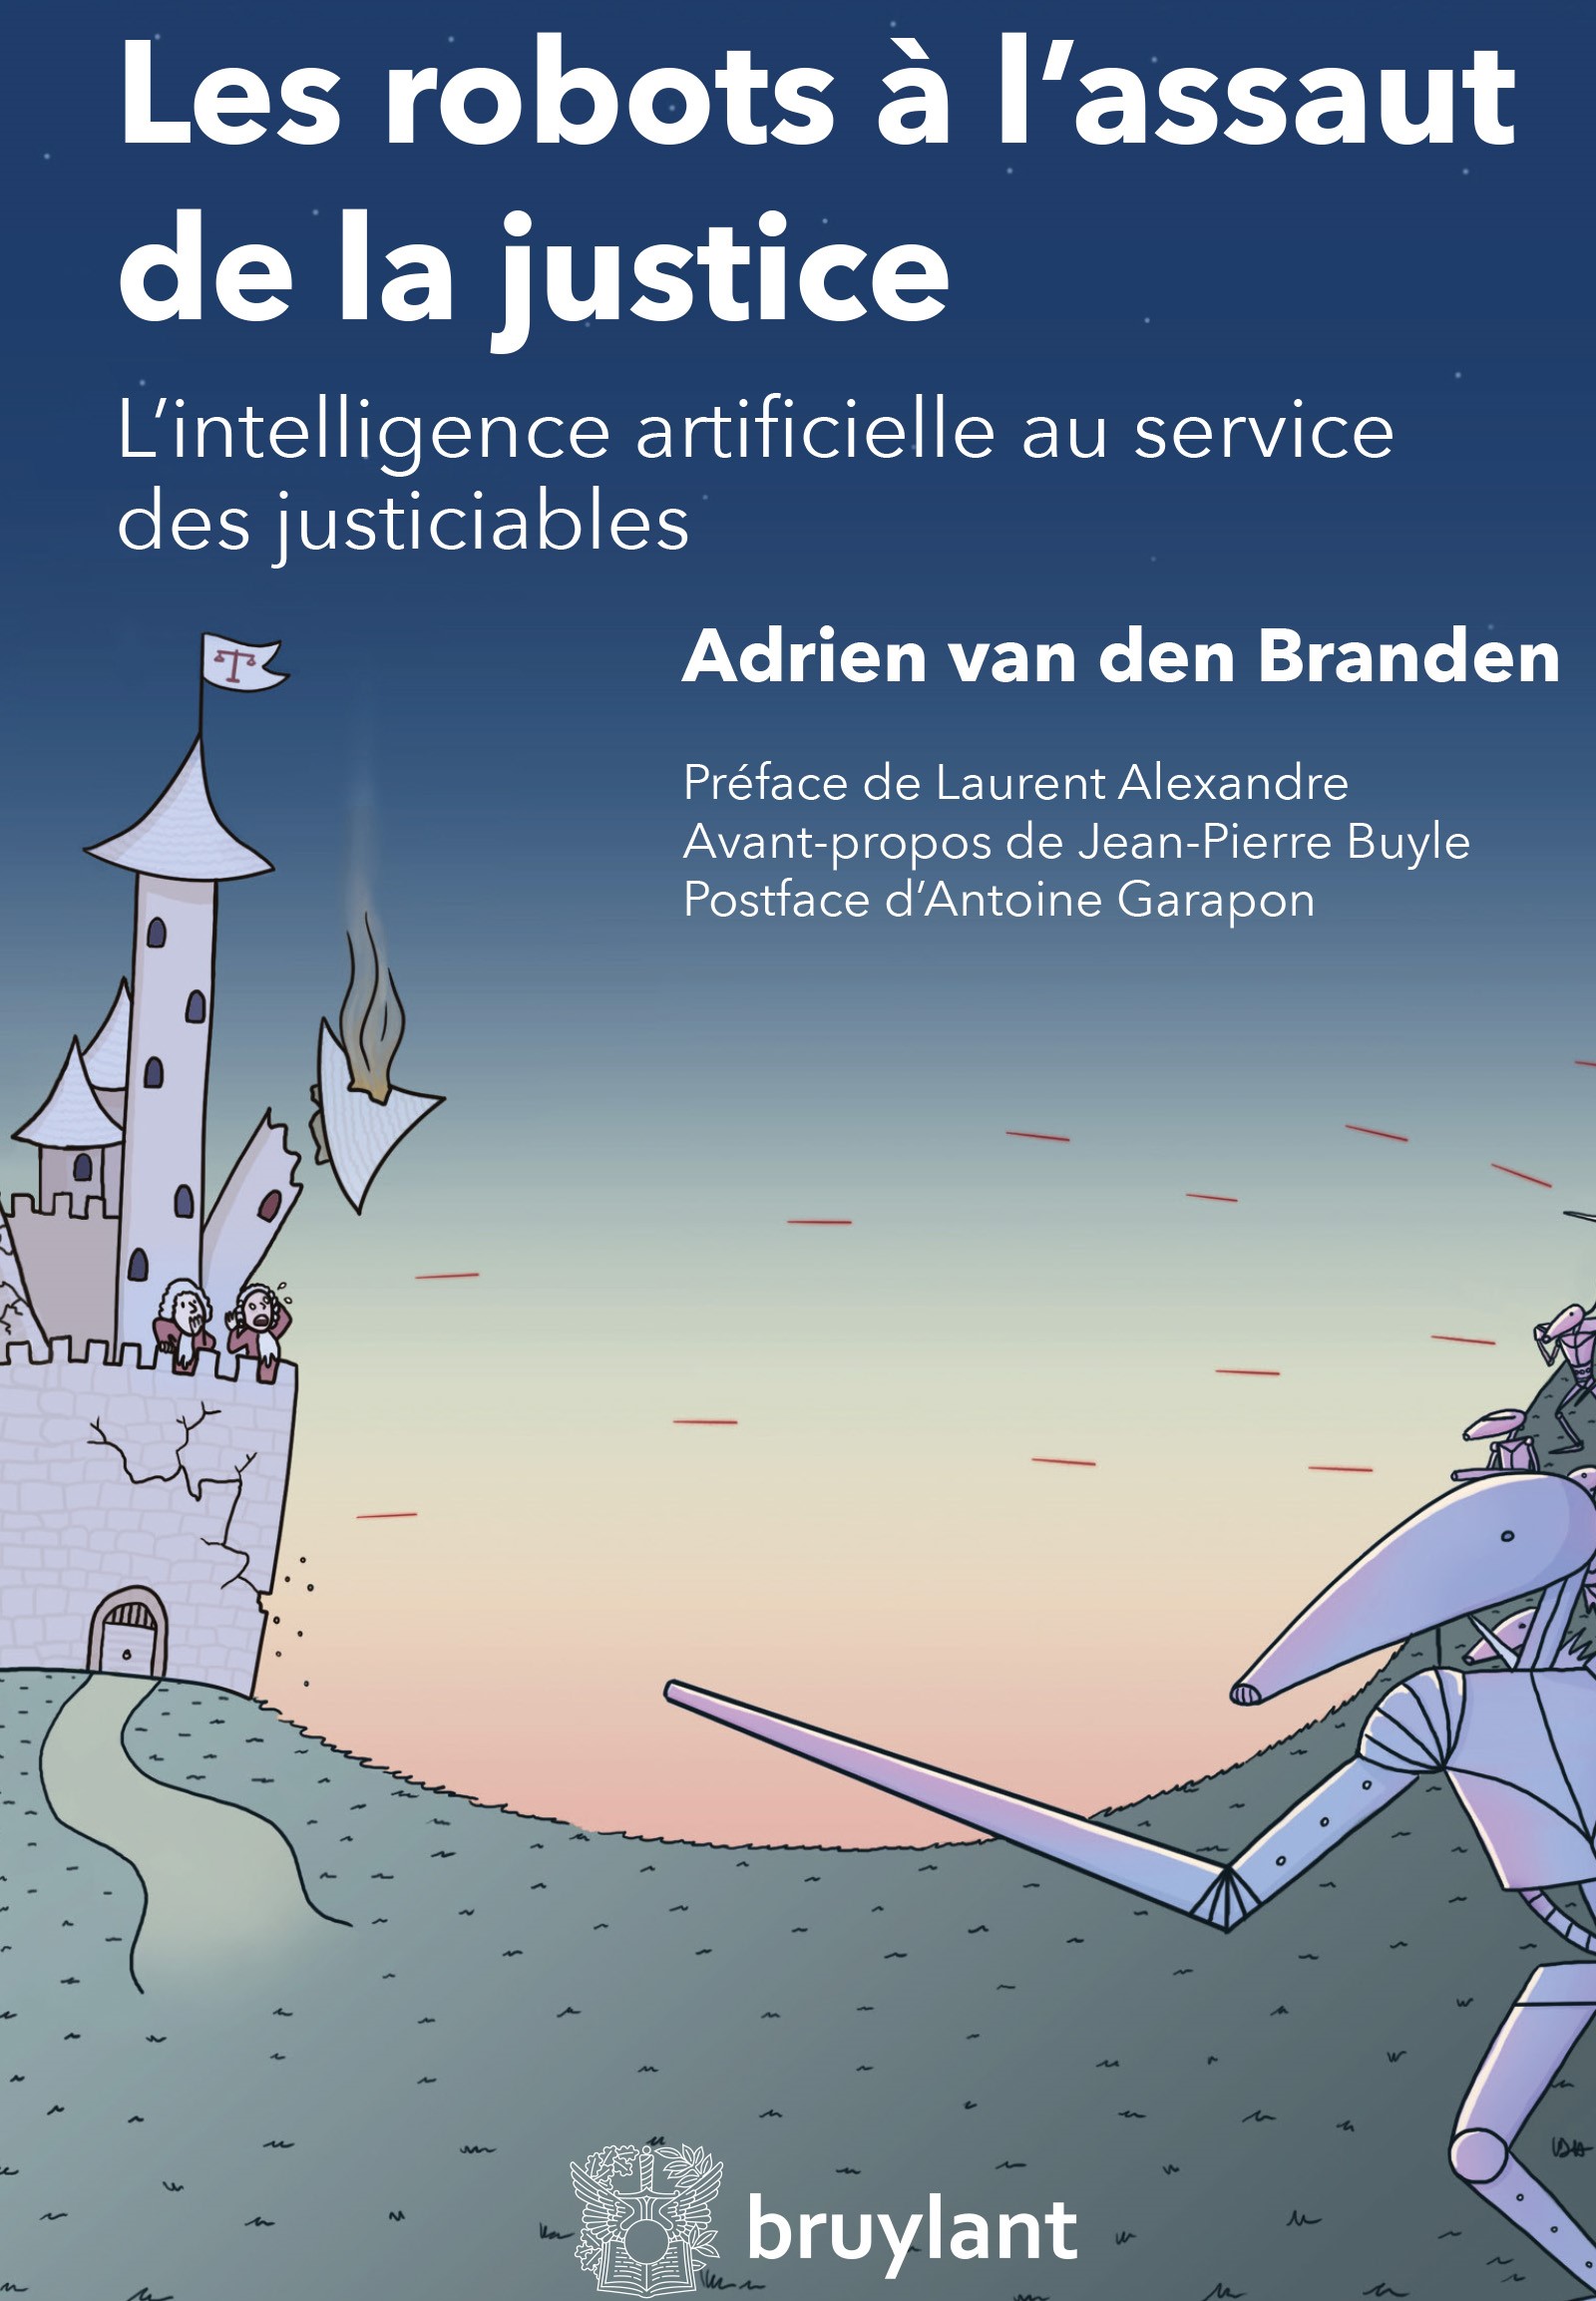 Les robots à l’assaut
de la justice
L’intelligence artificielle au service
des justiciables
Adrien van den Branden
Préface de Laurent Alexandre
Avant-propos de Jean-Pierre Buyle
Postface d’Antoine Garapon
bruylant